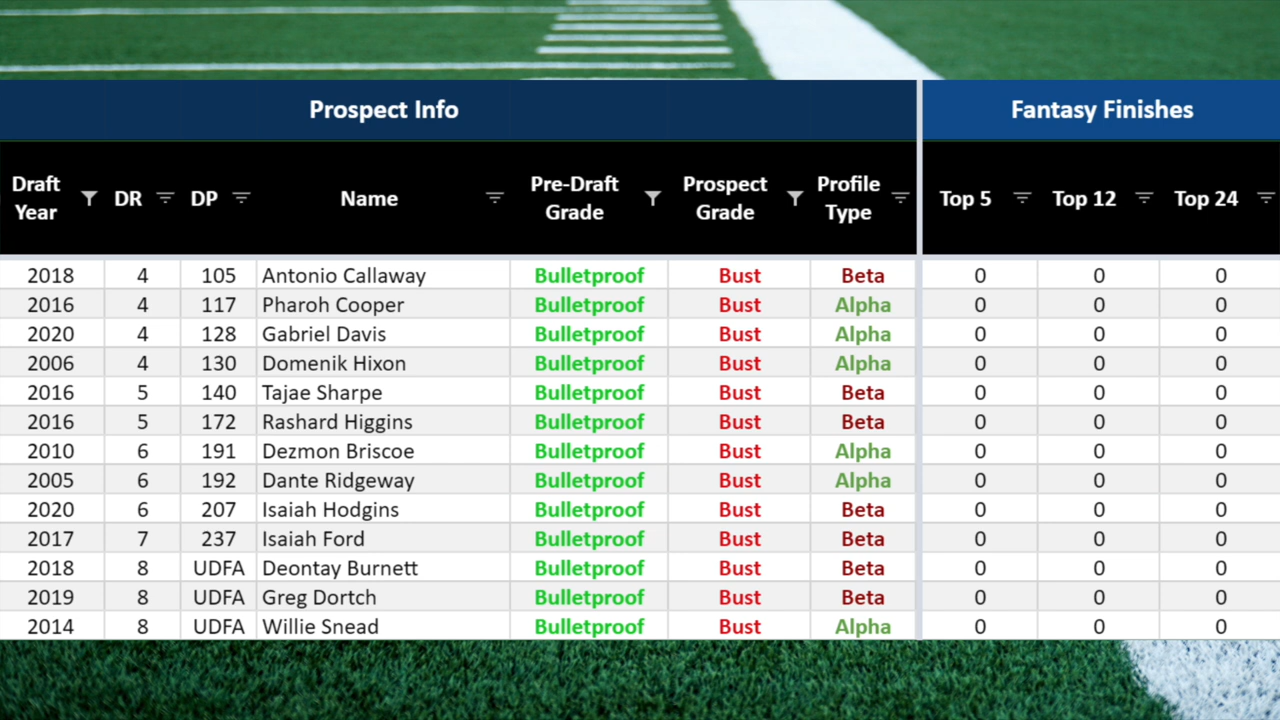 Prospect Info Fantasy Finishes
Draft Year DR DP Name Pre-Draft Grade Prospect Grade Profile Type Top 5 Top 12 Top 24
2018 4 105 Antonio Callaway Bulletproof Bust Beta 0 0 0
2016 4 117 Pharoh Cooper Bulletproof Bust Alpha 0 0 0
2020 4 128 Gabriel Davis Bulletproof Bust Alpha 0 0 0
2006 4 130 Domenik Hixon Bulletproof Bust Alpha 0 0 0
2016 5 140 Tajae Sharpe Bulletproof Bust Beta 0 0 0
2016 5 172 Rashard Higgins Bulletproof Bust Beta 0 0 0
2010 6 191 Dezmon Briscoe Bulletproof Bust Alpha 0 0 0
2005 6 192 Dante Ridgeway Bulletproof Bust Alpha 0 0 0
2020 6 207 Isaiah Hodgins Bulletproof Bust Beta 0 0 0
2017 7 237 Isaiah Ford Bulletproof Bust Beta 0 0 0
2018 8 UDFA Deontay Burnett Bulletproof Bust Beta 0 0 0
2019 8 UDFA Greg Dortch Bulletproof Bust Beta 0 0 0
2014 8 UDFA Willie Snead Bulletproof Bust Alpha 0 0 0